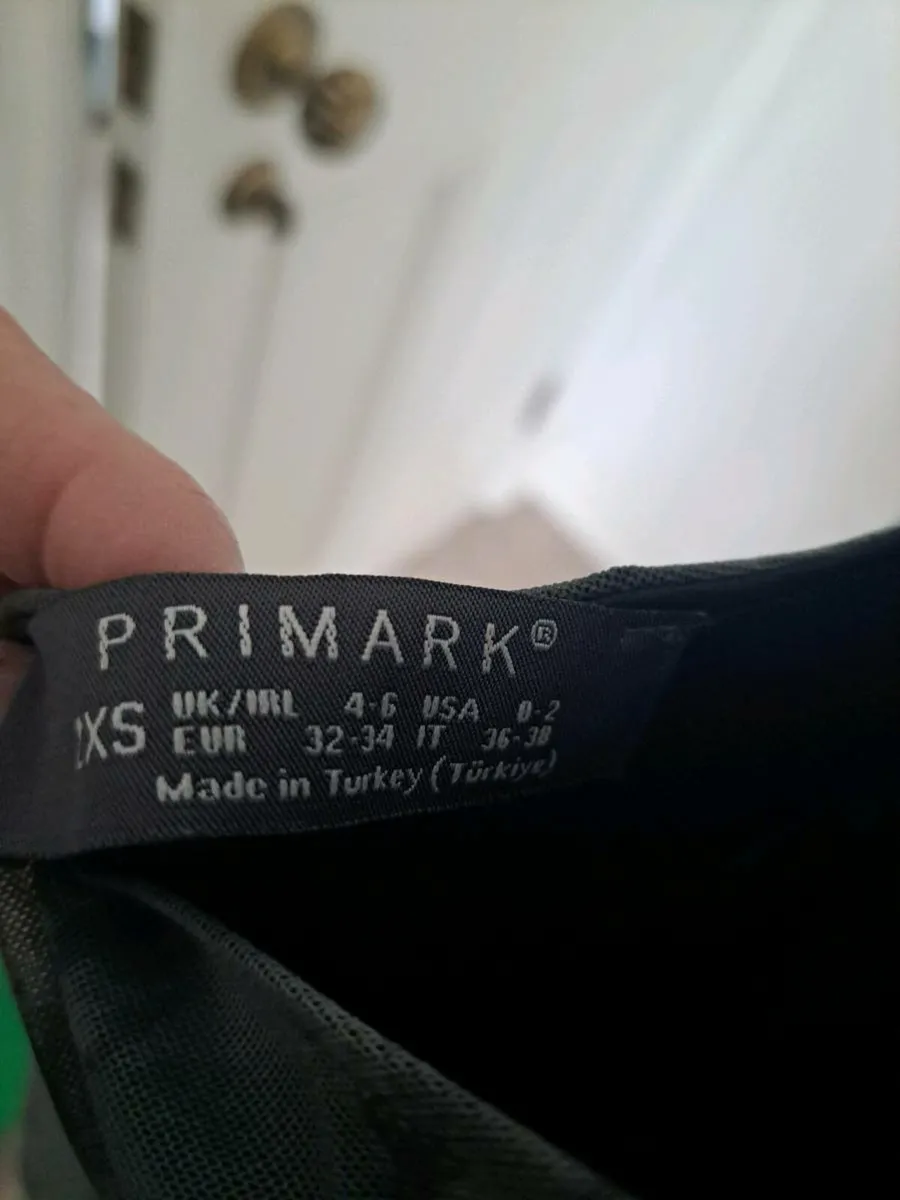 PRIMARK®
2XS
UK/IRL 4-6 USA 0-2
EUR 32-34 IT 36-38
Made in Turkey (Türkiye)